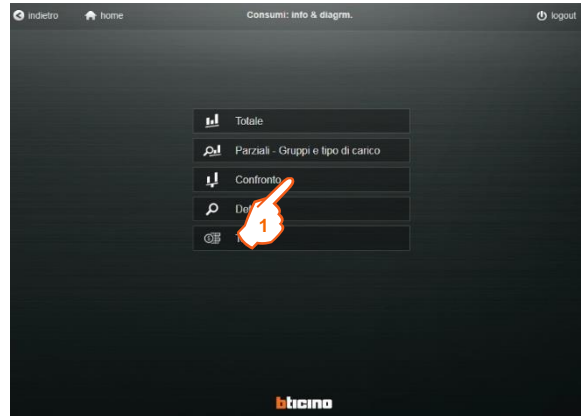 indietro home Consumi: info & diagrm. logout
Totale
Parziali - Gruppi e tipo di carico
Confronto
1
bticino